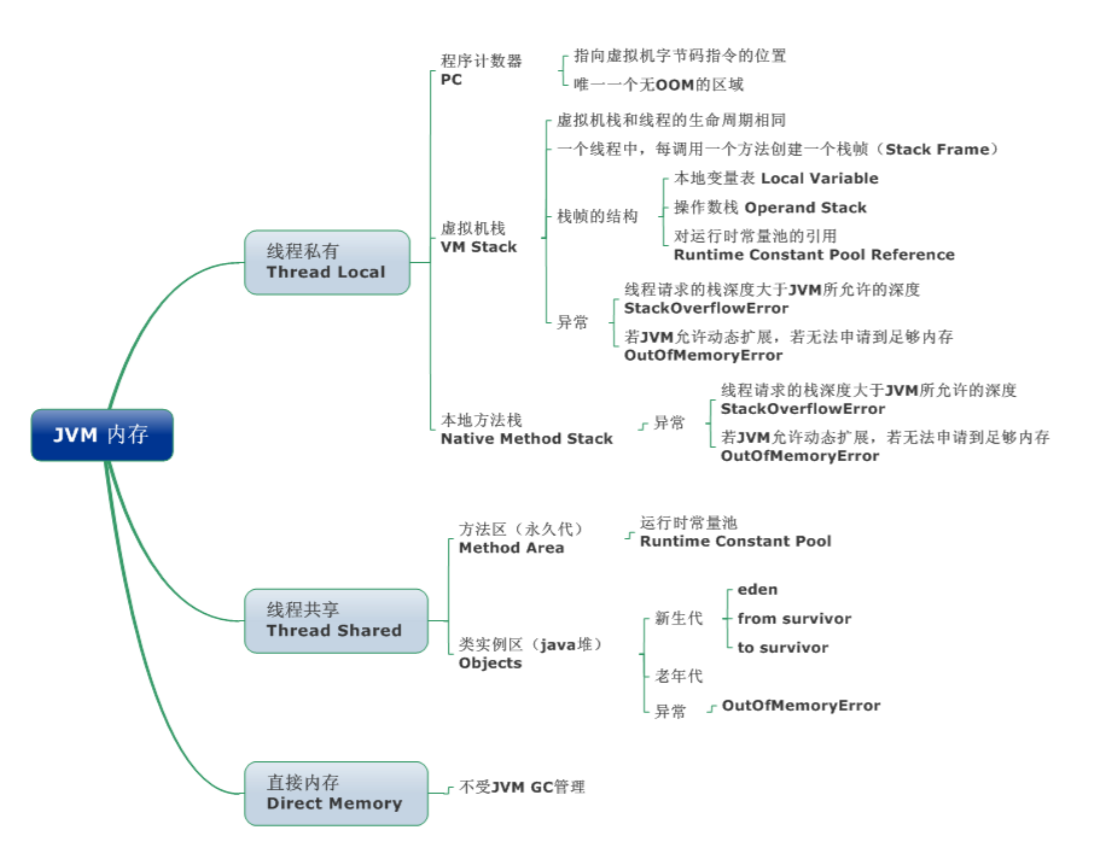 JVM 内存
线程私有
Thread Local
程序计数器
PC
指向虚拟机字节码指令的位置
唯一一个无OOM的区域
虚拟机栈
VM Stack
虚拟机栈和线程的生命周期相同
一个线程中，每调用一个方法创建一个栈帧（Stack Frame）
栈帧的结构
本地变量表 Local Variable
操作数栈 Operand Stack
对运行时常量池的引用
Runtime Constant Pool Reference
异常
线程请求的栈深度大于JVM所允许的深度
StackOverflowError
若JVM允许动态扩展，若无法申请到足够内存
OutOfMemoryError
本地方法栈
Native Method Stack
异常
线程请求的栈深度大于JVM所允许的深度
StackOverflowError
若JVM允许动态扩展，若无法申请到足够内存
OutOfMemoryError
线程共享
Thread Shared
方法区（永久代）
Method Area
运行时常量池
Runtime Constant Pool
类实例区（java堆）
Objects
新生代
eden
from survivor
to survivor
老年代
异常
OutOfMemoryError
直接内存
Direct Memory
不受JVM GC管理